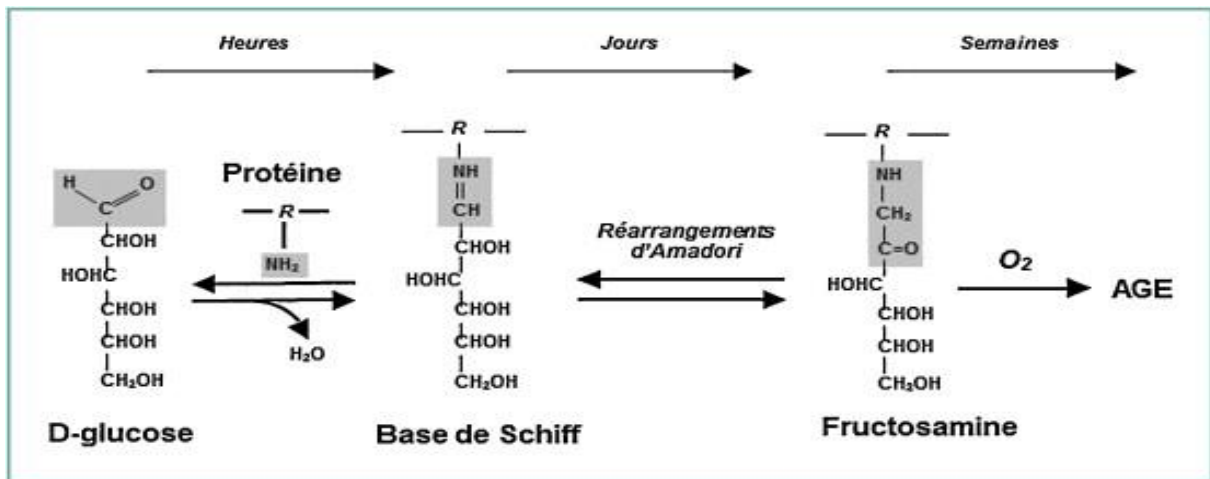 Heures
Jours
Semaines
R
NH
CH
CHOH
HOHC
CHOH
CHOH
CH₂OH
Base de Schiff
H
O
C
CHOH
HOHC
CHOH
CHOH
CH₂OH
D-glucose
Protéine
R
NH₂
H₂O
Réarrangements
d'Amadori
R
NH
CH₂
C=O
HOHC
CHOH
CHOH
CH₂OH
Fructosamine
O₂
AGE